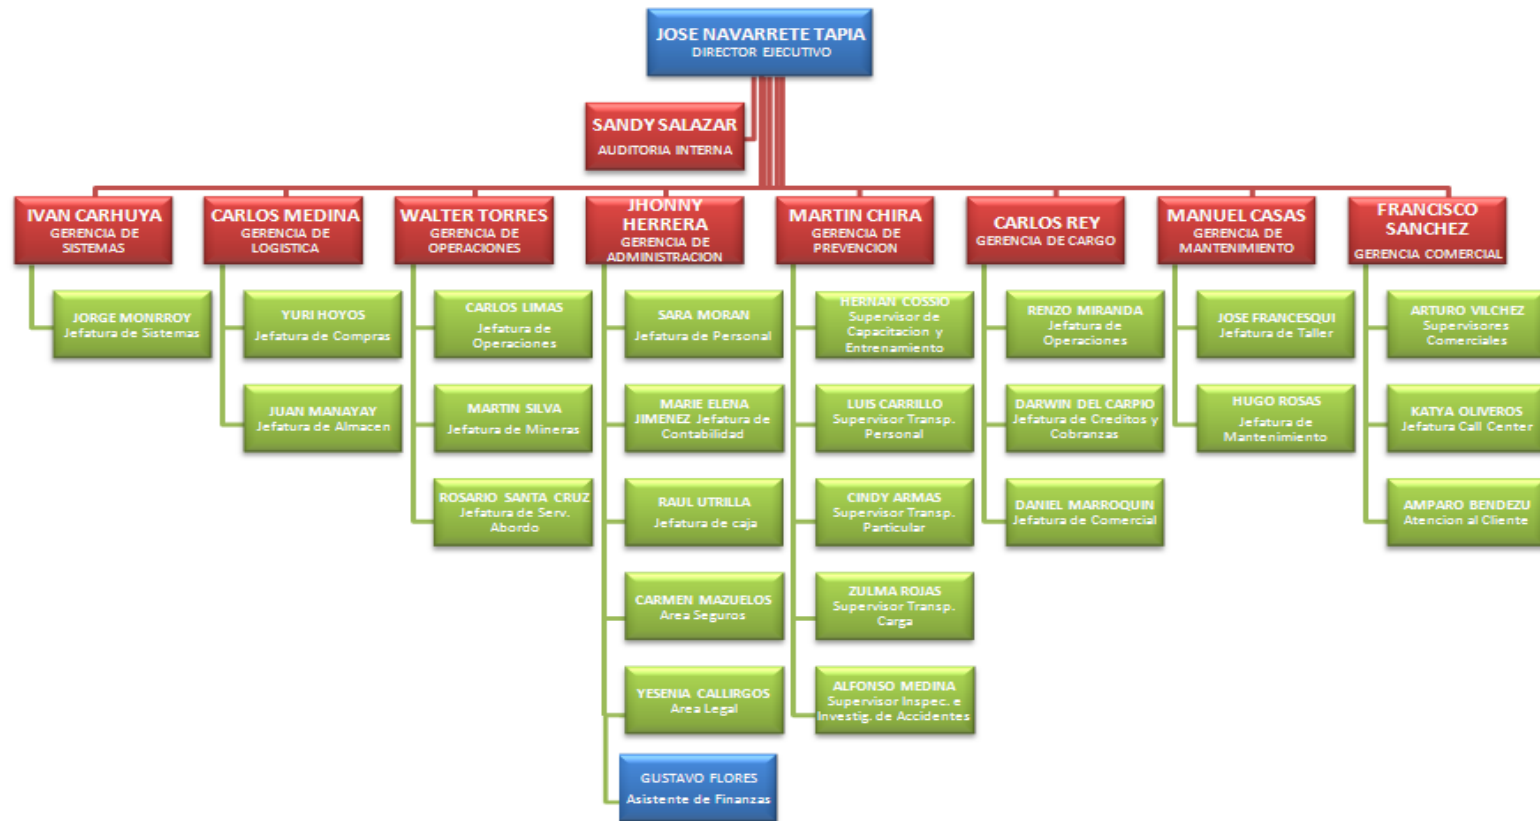 JOSE NAVARRETE TAPIA
DIRECTOR EJECUTIVO
SANDY SALAZAR
AUDITORIA INTERNA
IVAN CARHUYA
GERENCIA DE
SISTEMAS
CARLOS MEDINA
GERENCIA DE
LOGISTICA
WALTER TORRES
GERENCIA DE
OPERACIONES
JHONNY
HERRERA
GERENCIA DE
ADMINISTRACION
MARTIN CHIRA
GERENCIA DE
PREVENCION
CARLOS REY
GERENCIA DE CARGO
MANUEL CASAS
GERENCIA DE
MANTENIMIENTO
FRANCISCO
SANCHEZ
GERENCIA COMERCIAL
JORGE MONRROY
Jefatura de Sistemas
YURI HOYOS
Jefatura de Compras
JUAN MANAYAY
Jefatura de Almacen
CARLOS LIMAS
Jefatura de
Operaciones
MARTIN SILVA
Jefatura de Mineras
ROSARIO SANTA CRUZ
Jefatura de Serv.
Abordo
SARA MORAN
Jefatura de Personal
MARIE ELENA
JIMENEZ Jefatura de
Contabilidad
RAUL UTRILLA
Jefatura de caja
CARMEN MAZUELOS
Area Seguros
YESENIA CALLIRGOS
Area Legal
GUSTAVO FLORES
Asistente de Finanzas
HERNAN COSSIO
Supervisor de
Capacitacion y
Entrenamiento
LUIS CARRILLO
Supervisor Transp.
Personal
CINDY ARMAS
Supervisor Transp.
Particular
ZULMA ROJAS
Supervisor Transp.
Carga
ALFONSO MEDINA
Supervisor Inspec. e
Investig. de Accidentes
RENZO MIRANDA
Jefatura de
Operaciones
DARWIN DEL CARPIO
Jefatura de Creditos y
Cobranzas
DANIEL MARROQUIN
Jefatura de Comercial
JOSE FRANCESQUI
Jefatura de Taller
HUGO ROSAS
Jefatura de
Mantenimiento
ARTURO VILCHEZ
Supervisores
Comerciales
KATYA OLIVEROS
Jefatura Call Center
AMPARO BENDEZU
Atencion al Cliente